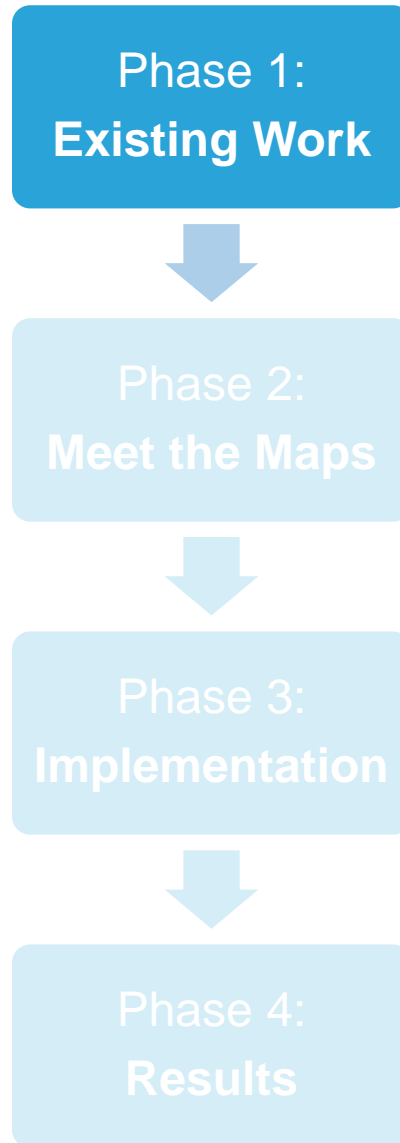 Phase 1:
Existing Work
Phase 2:
Meet the Maps
Phase 3:
Implementation
Phase 4:
Results